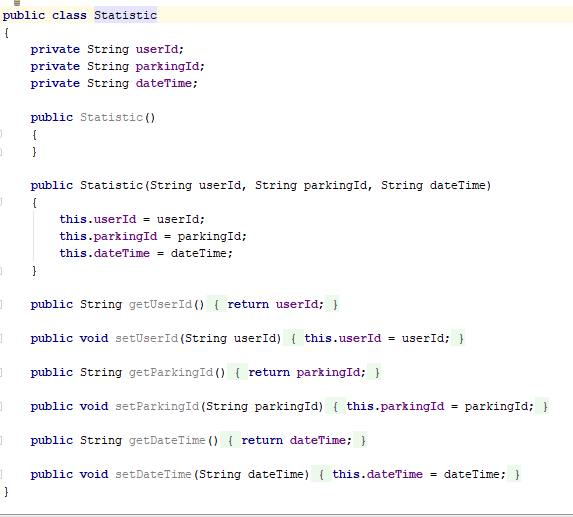 public class Statistic
{
    private String userId;
    private String parkingId;
    private String dateTime;
    public Statistic()
    {
    }
    public Statistic(String userId, String parkingId, String dateTime)
    {
        this.userId = userId;
        this.parkingId = parkingId;
        this.dateTime = dateTime;
    }
    public String getUserId() { return userId; }
    public void setUserId(String userId) { this.userId = userId; }
    public String getParkingId() { return parkingId; }
    public void setParkingId(String parkingId) { this.parkingId = parkingId; }
    public String getDateTime() { return dateTime; }
    public void setDateTime(String dateTime) { this.dateTime = dateTime; }
}